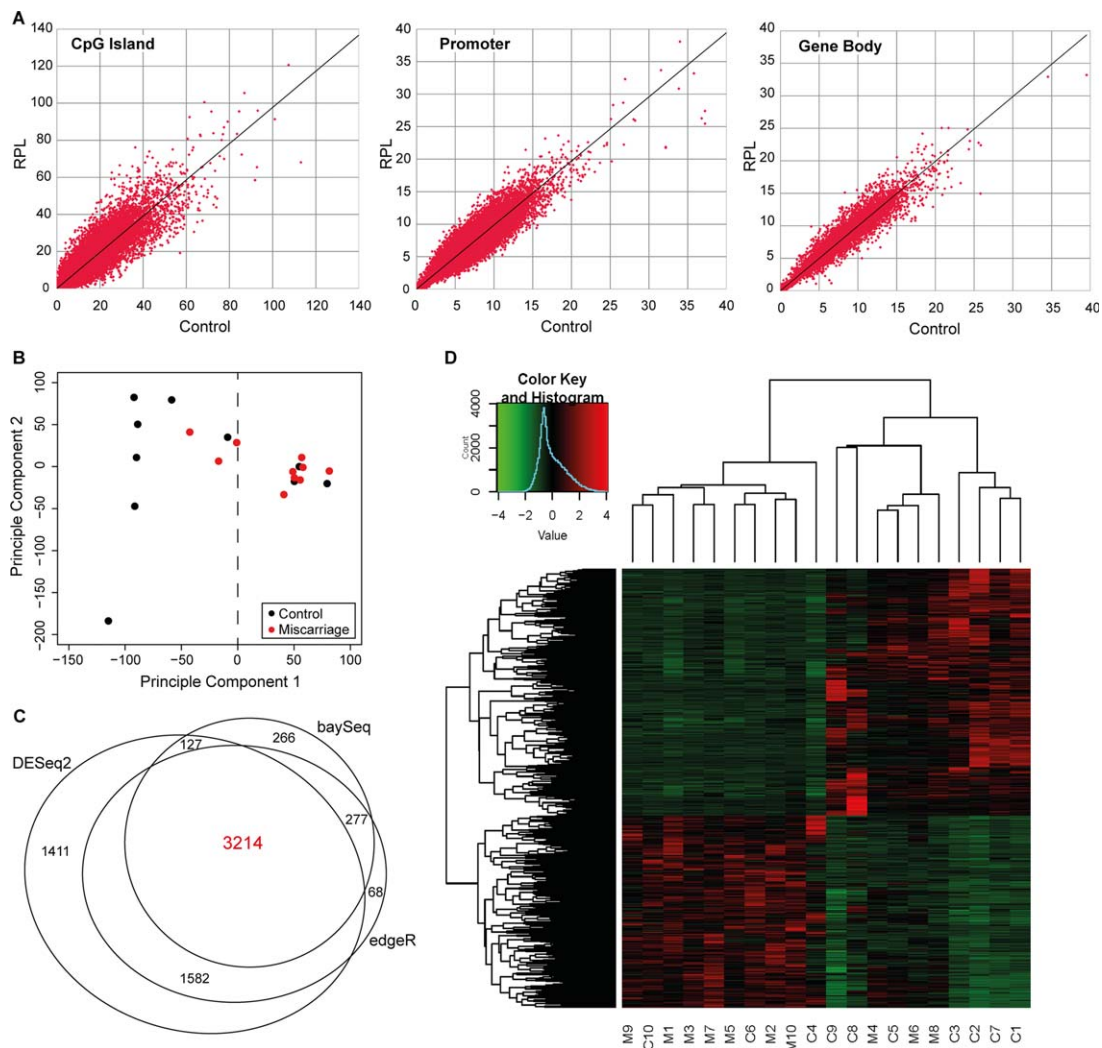 A
CpG Island
140
120
100
80
60
40
20
0
RPL
0 20 40 60 80 100 120 140
Control
Promoter
40
35
30
25
20
15
10
5
0
RPL
0 5 10 15 20 25 30 35 40
Control
Gene Body
40
35
30
25
20
15
10
5
0
RPL
0 5 10 15 20 25 30 35 40
Control
B
100
50
0
−50
−100
−150
−200
Principle Component 2
Control
Miscarriage
−150 −100 −50 0 50 100
Principle Component 1
C
DESeq2
baySeq
edgeR
127
266
277
1411
3214
68
1582
D
Color Key
and Histogram
4000
2000
0
Count
−4 −2 0 2 4
Value
M9 C10 M1 M3 M7 M5 C6 M2 M10 C4 C9 C8 M4 C5 M6 M8 C3 C2 C7 C1